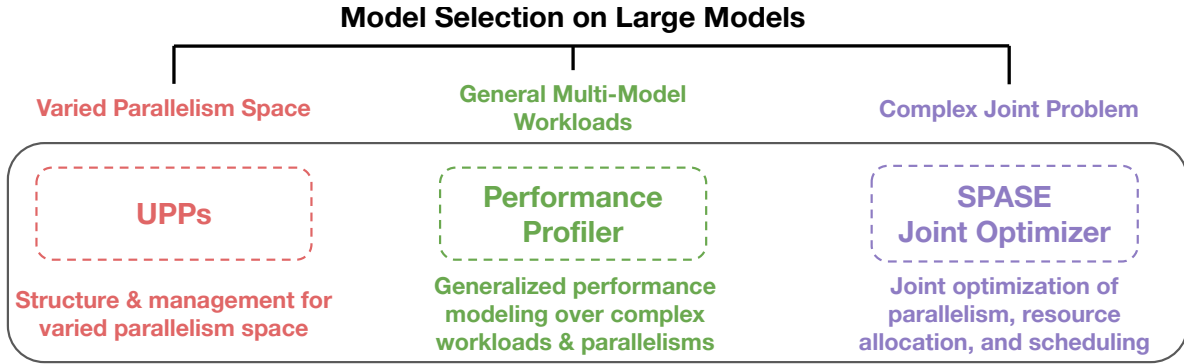 Model Selection on Large Models
Varied Parallelism Space
General Multi-Model
Workloads
Complex Joint Problem
UPPs
Performance
Profiler
SPASE
Joint Optimizer
Structure & management for
varied parallelism space
Generalized performance
modeling over complex
workloads & parallelisms
Joint optimization of
parallelism, resource
allocation, and scheduling